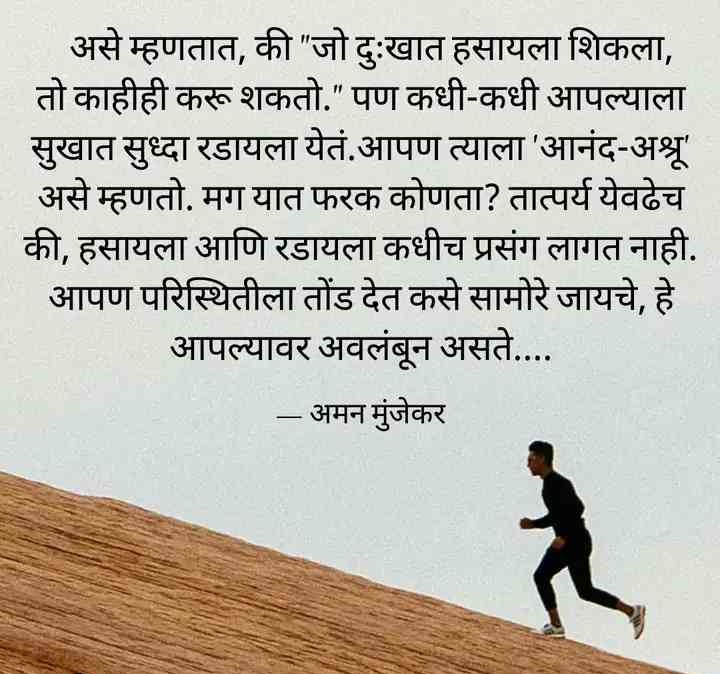 असे म्हणतात, की "जो दुःखात हसायला शिकला,
तो काहीही करू शकतो." पण कधी-कधी आपल्याला
सुखात सुध्दा रडायला येतं.आपण त्याला 'आनंद-अश्रू'
असे म्हणतो. मग यात फरक कोणता? तात्पर्य येवढेच
की, हसायला आणि रडायला कधीच प्रसंग लागत नाही.
आपण परिस्थितीला तोंड देत कसे सामोरे जायचे, हे
आपल्यावर अवलंबून असते....
— अमन मुंजेकर